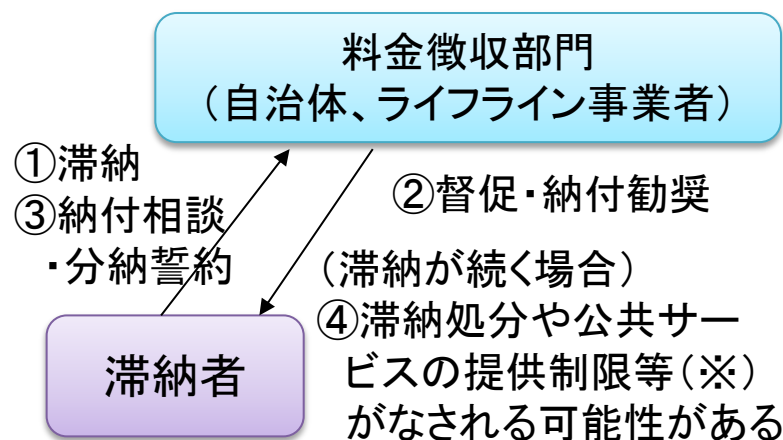 料金徴収部門
（自治体、ライフライン事業者）
①滞納
③納付相談
・分納誓約
②督促・納付勧奨
（滞納が続く場合）
④滞納処分や公共サー
ビスの提供制限等（※）
がなされる可能性がある
滞納者